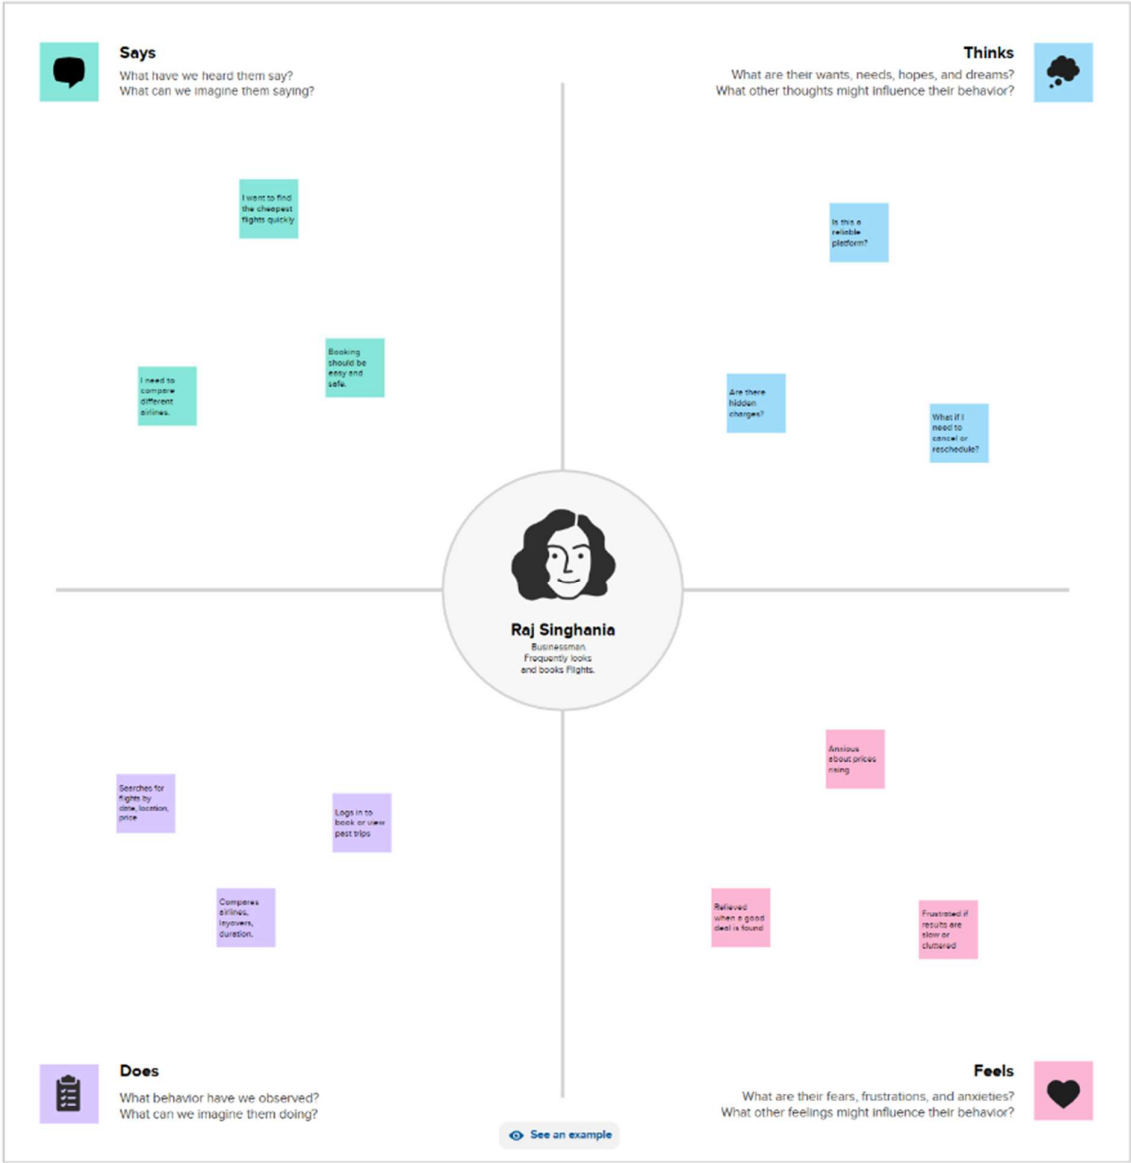 Says
What have we heard them say?
What can we imagine them saying?
Thinks
What are their wants, needs, hopes, and dreams?
What other thoughts might influence their behavior?
I want to find
the cheapest
flights quickly
I need to
compare
different
airlines.
Booking
should be
easy and
safe.
Is this a
reliable
platform?
Are there
hidden
charges?
What if I
need to
cancel or
reschedule?
Raj Singhania
Businessman.
Frequently looks
and books Flights.
Searches for
flights by
date, location,
price
Logs in to
book or view
past trips
Compares
airlines,
layovers,
duration.
Anxious
about prices
rising
Relieved
when a good
deal is found
Frustrated if
results are
slow or
cluttered
Does
What behavior have we observed?
What can we imagine them doing?
Feels
What are their fears, frustrations, and anxieties?
What other feelings might influence their behavior?
See an example